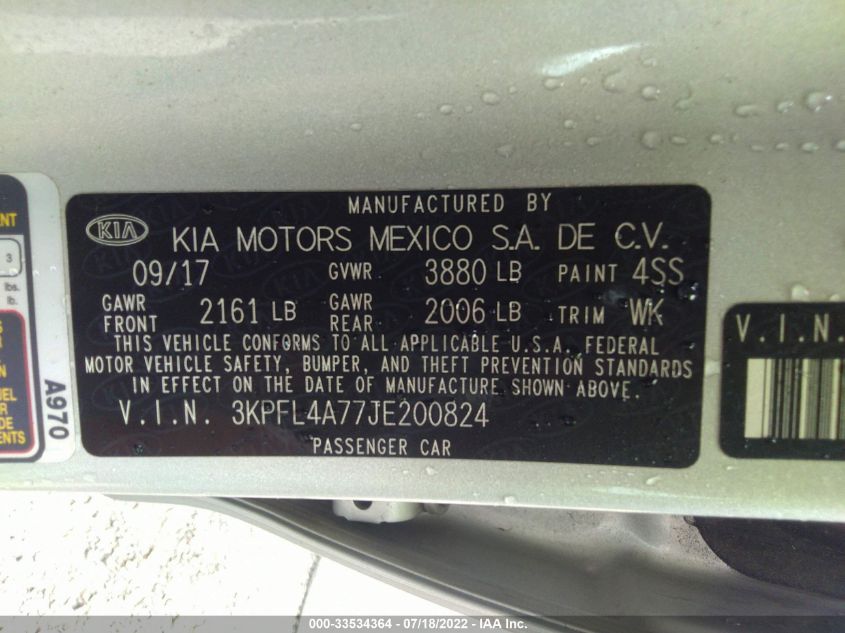 MANUFACTURED BY
KIA KIA MOTORS MEXICO S.A. DE C.V.
09/17 GVWR 3880 LB PAINT 4SS
GAWR FRONT 2161 LB GAWR REAR 2006 LB TRIM WK
THIS VEHICLE CONFORMS TO ALL APPLICABLE U.S.A. FEDERAL
MOTOR VEHICLE SAFETY, BUMPER, AND THEFT PREVENTION STANDARDS
IN EFFECT ON THE DATE OF MANUFACTURE SHOWN ABOVE.
V.I.N. 3KPFL4A77JE200824
PASSENGER CAR
3
lbs.
lb.
A970
V.I.N.
000-33534364 - 07/18/2022 - IAA Inc.